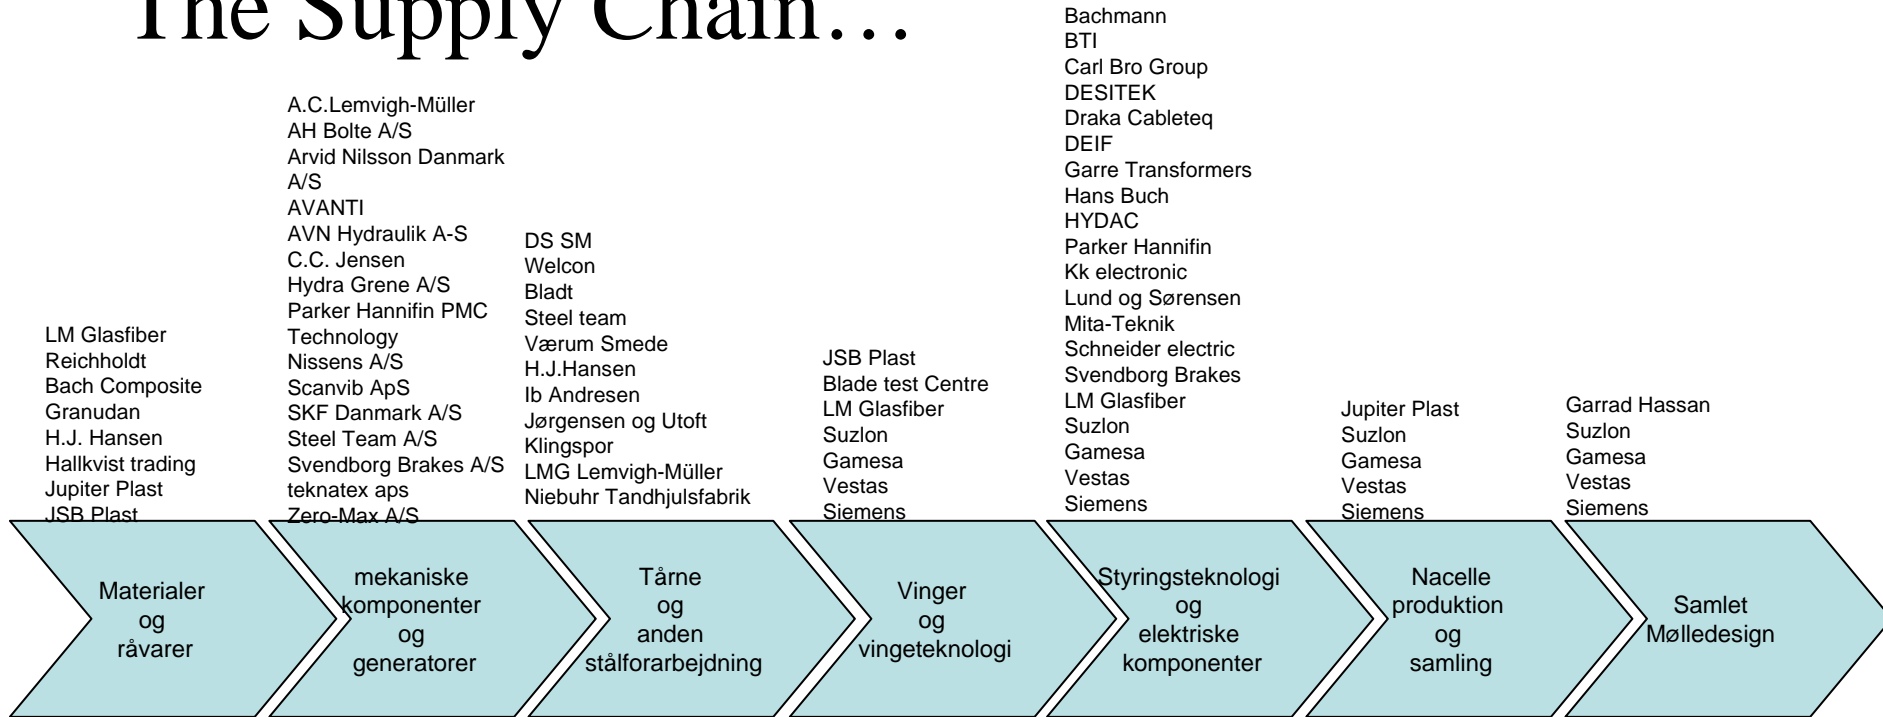 The Supply Chain…
LM Glasfiber
Reichholdt
Bach Composite
Granudan
H.J. Hansen
Hallkvist trading
Jupiter Plast
JSB Plast
A.C.Lemvigh-Müller
AH Bolte A/S
Arvid Nilsson Danmark
A/S
AVANTI
AVN Hydraulik A-S
C.C. Jensen
Hydra Grene A/S
Parker Hannifin PMC
Technology
Nissens A/S
Scanvib ApS
SKF Danmark A/S
Steel Team A/S
Svendborg Brakes A/S
teknatex aps
Zero-Max A/S
DS SM
Welcon
Bladt
Steel team
Værum Smede
H.J.Hansen
Ib Andresen
Jørgensen og Utoft
Klingspor
LMG Lemvigh-Müller
Niebuhr Tandhjulsfabrik
JSB Plast
Blade test Centre
LM Glasfiber
Suzlon
Gamesa
Vestas
Siemens
Bachmann
BTI
Carl Bro Group
DESITEK
Draka Cableteq
DEIF
Garre Transformers
Hans Buch
HYDAC
Parker Hannifin
Kk electronic
Lund og Sørensen
Mita-Teknik
Schneider electric
Svendborg Brakes
LM Glasfiber
Suzlon
Gamesa
Vestas
Siemens
Jupiter Plast
Suzlon
Gamesa
Vestas
Siemens
Garrad Hassan
Suzlon
Gamesa
Vestas
Siemens
Materialer
og
råvarer
mekaniske
komponenter
og
generatorer
Tårne
og
anden
stålforarbejdning
Vinger
og
vingeteknologi
Styringsteknologi
og
elektriske
komponenter
Nacelle
produktion
og
samling
Samlet
Mølledesign